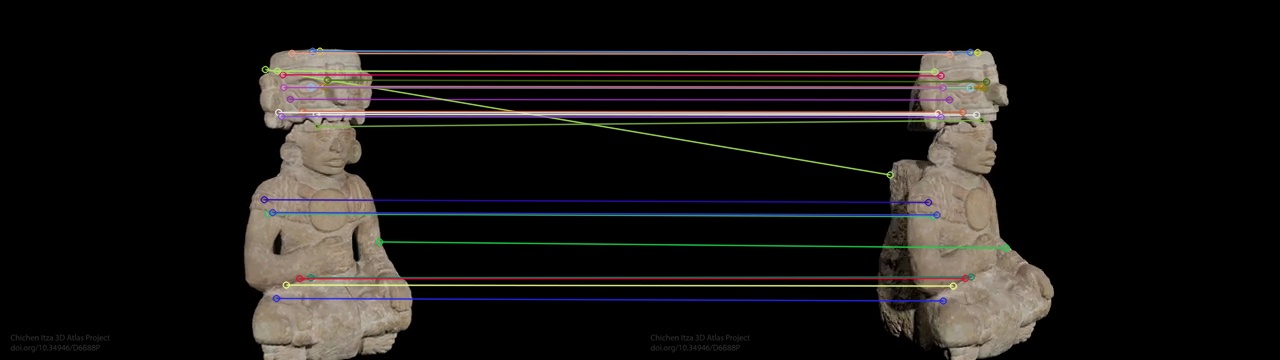 Chichen Itza 3D Atlas Project
doi.org/10.34946/D6B88P
Chichen Itza 3D Atlas Project
doi.org/10.34946/D6B88P